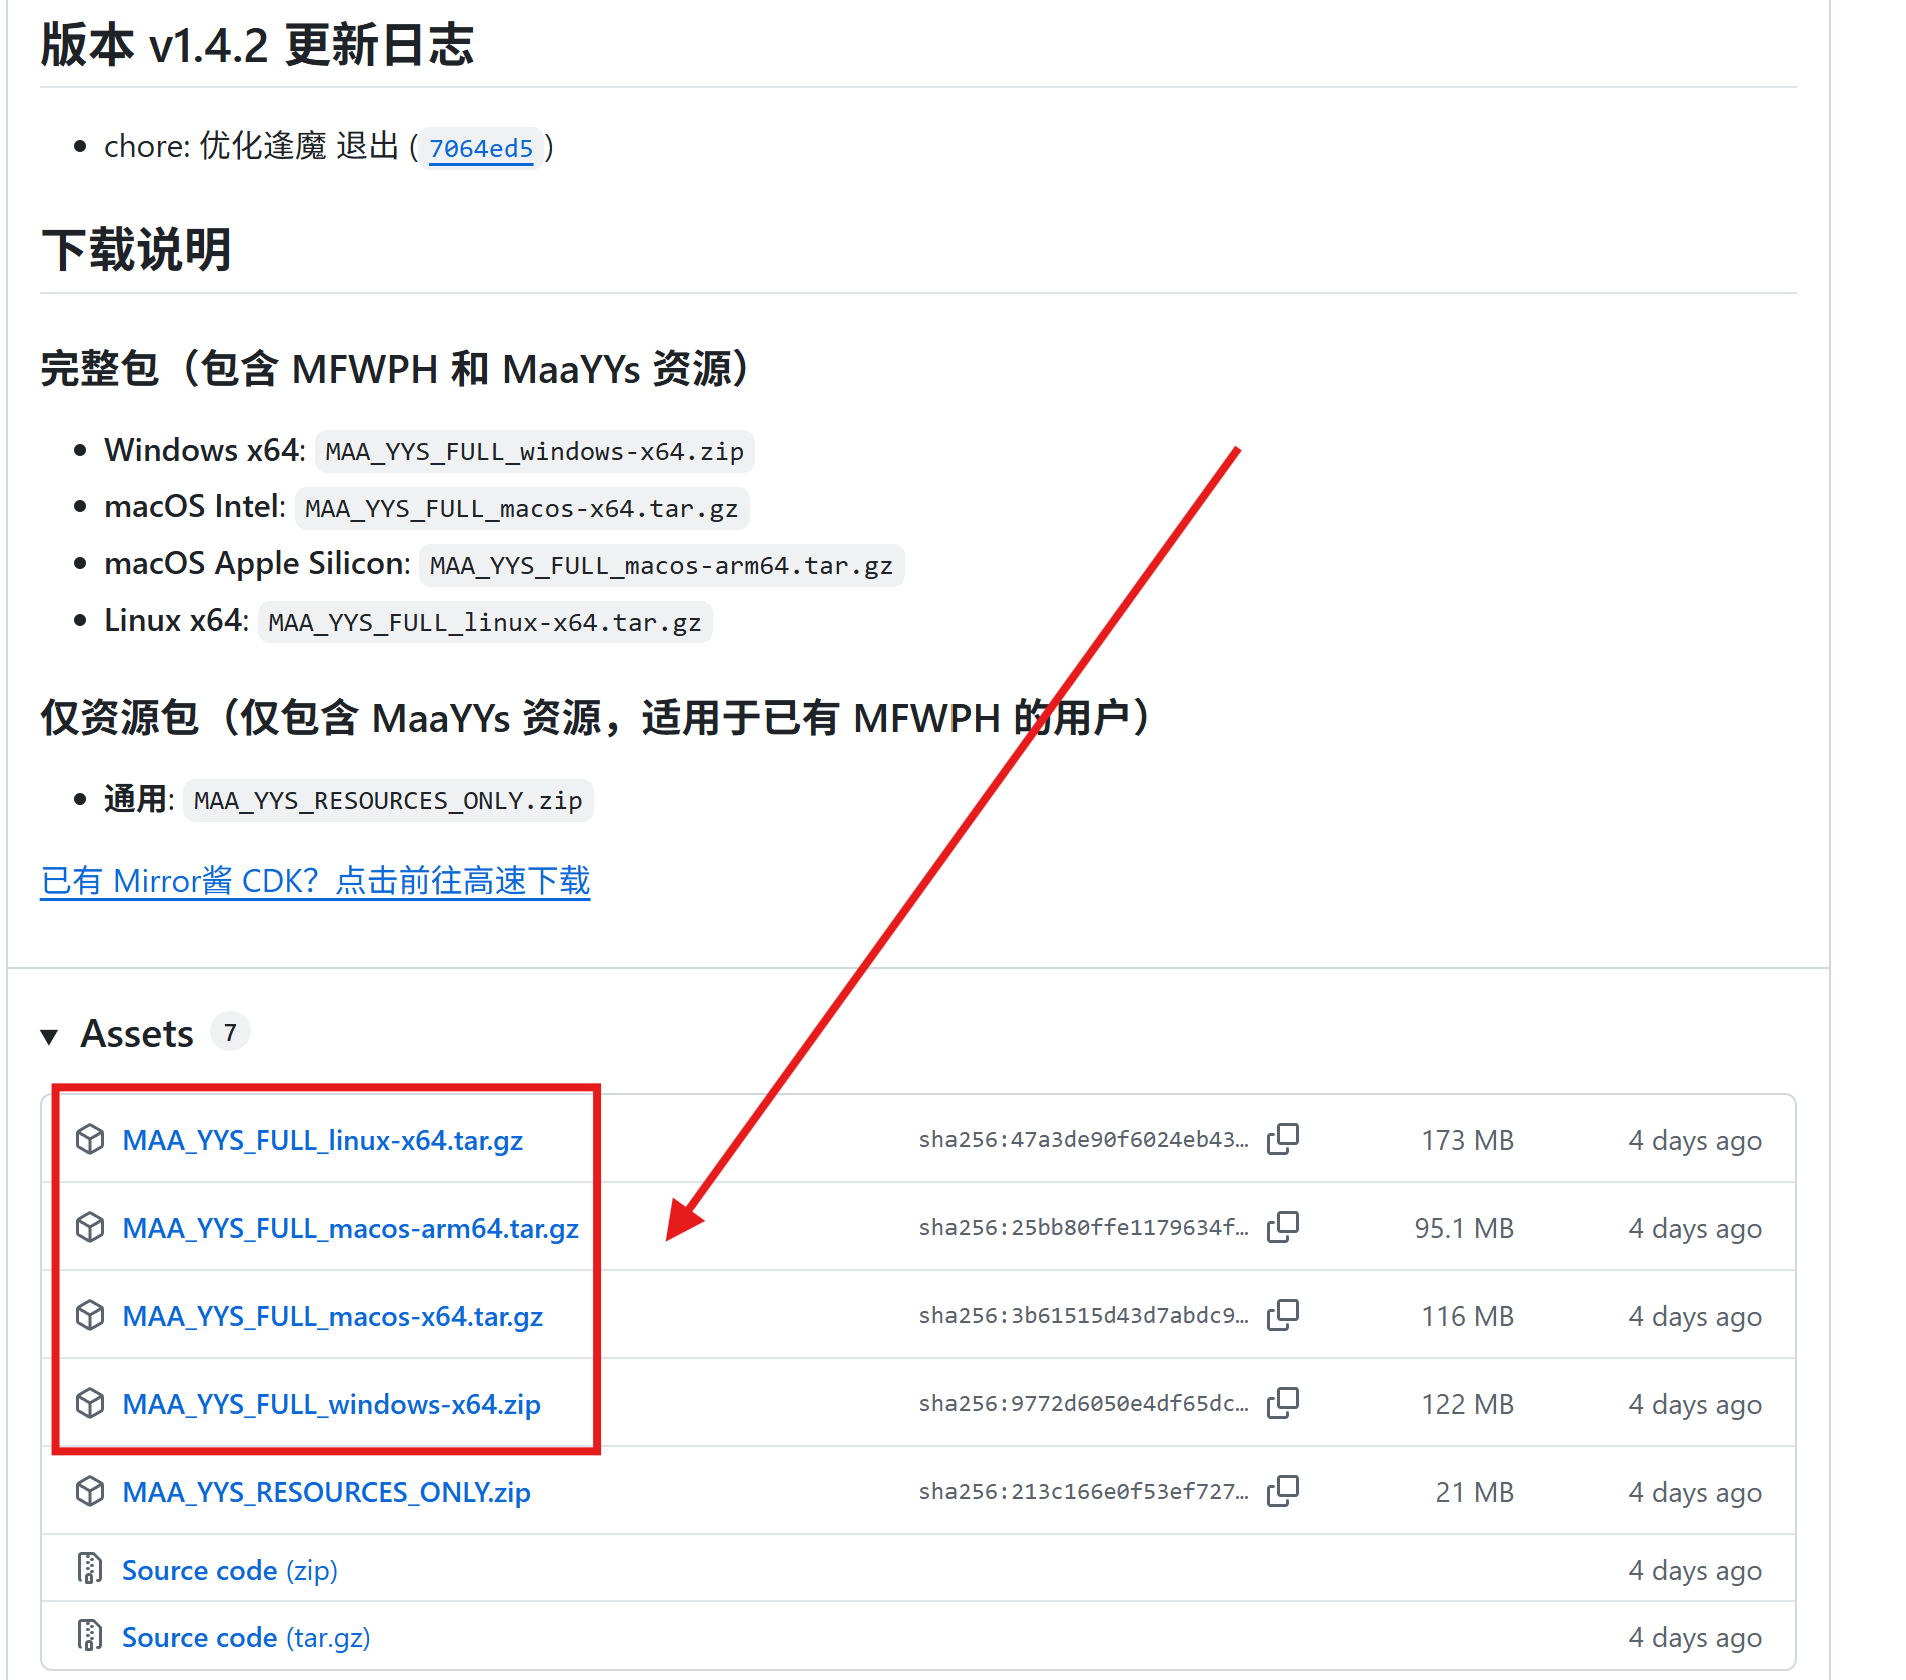 版本 v1.4.2 更新日志
chore: 优化逢魔 退出 (7064ed5)
下载说明
完整包（包含 MFWPH 和 MaaYYs 资源）
Windows x64: MAA_YYS_FULL_windows-x64.zip
macOS Intel: MAA_YYS_FULL_macos-x64.tar.gz
macOS Apple Silicon: MAA_YYS_FULL_macos-arm64.tar.gz
Linux x64: MAA_YYS_FULL_linux-x64.tar.gz
仅资源包（仅包含 MaaYYs 资源，适用于已有 MFWPH 的用户）
通用: MAA_YYS_RESOURCES_ONLY.zip
已有 Mirror酱 CDK？点击前往高速下载
Assets 7
MAA_YYS_FULL_linux-x64.tar.gz sha256:47a3de90f6024eb43… 173 MB 4 days ago
MAA_YYS_FULL_macos-arm64.tar.gz sha256:25bb80ffe1179634f… 95.1 MB 4 days ago
MAA_YYS_FULL_macos-x64.tar.gz sha256:3b61515d43d7abdc9… 116 MB 4 days ago
MAA_YYS_FULL_windows-x64.zip sha256:9772d6050e4df65dc… 122 MB 4 days ago
MAA_YYS_RESOURCES_ONLY.zip sha256:213c166e0f53ef727… 21 MB 4 days ago
Source code (zip) 4 days ago
Source code (tar.gz) 4 days ago